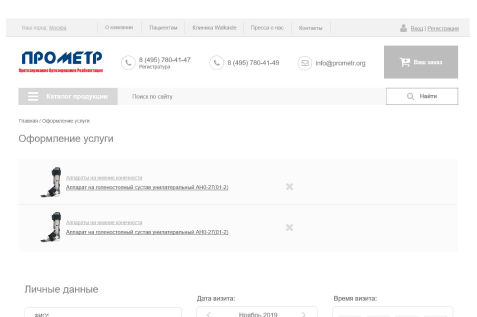 Ваш город: Москва О компании Пациентам Клиника Walkaide Пресса о нас Контакты Вход | Регистрация
ПРОМЕТР
Протезирование Ортезирование Реабилитация
8 (495) 780-41-47
Регистратура
8 (495) 780-41-49
info@prometr.org
Ваш заказ
Каталог продукции Поиск по сайту Найти
Главная / Оформление услуги
Оформление услуги
Аппараты на нижние конечности
Аппарат на голеностопный сустав унилатеральный АН0-27(01-2)
Аппараты на нижние конечности
Аппарат на голеностопный сустав унилатеральный АН0-27(01-2)
Личные данные
Дата визита:
Время визита:
ФИО*
Ноябрь 2019